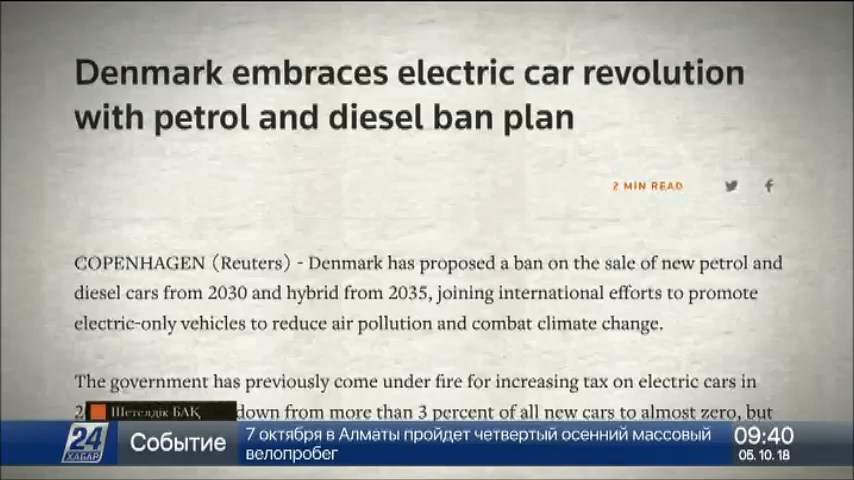 Denmark embraces electric car revolution
with petrol and diesel ban plan
2 MIN READ
COPENHAGEN (Reuters) - Denmark has proposed a ban on the sale of new petrol and
diesel cars from 2030 and hybrid from 2035, joining international efforts to promote
electric-only vehicles to reduce air pollution and combat climate change.
The government has previously come under fire for increasing tax on electric cars in
down from more than 3 percent of all new cars to almost zero, but
Шетелдік БАҚ
24
ХАБАР
Событие
7 октября в Алматы пройдет четвертый осенний массовый
велопробег
09:40
05.10.18